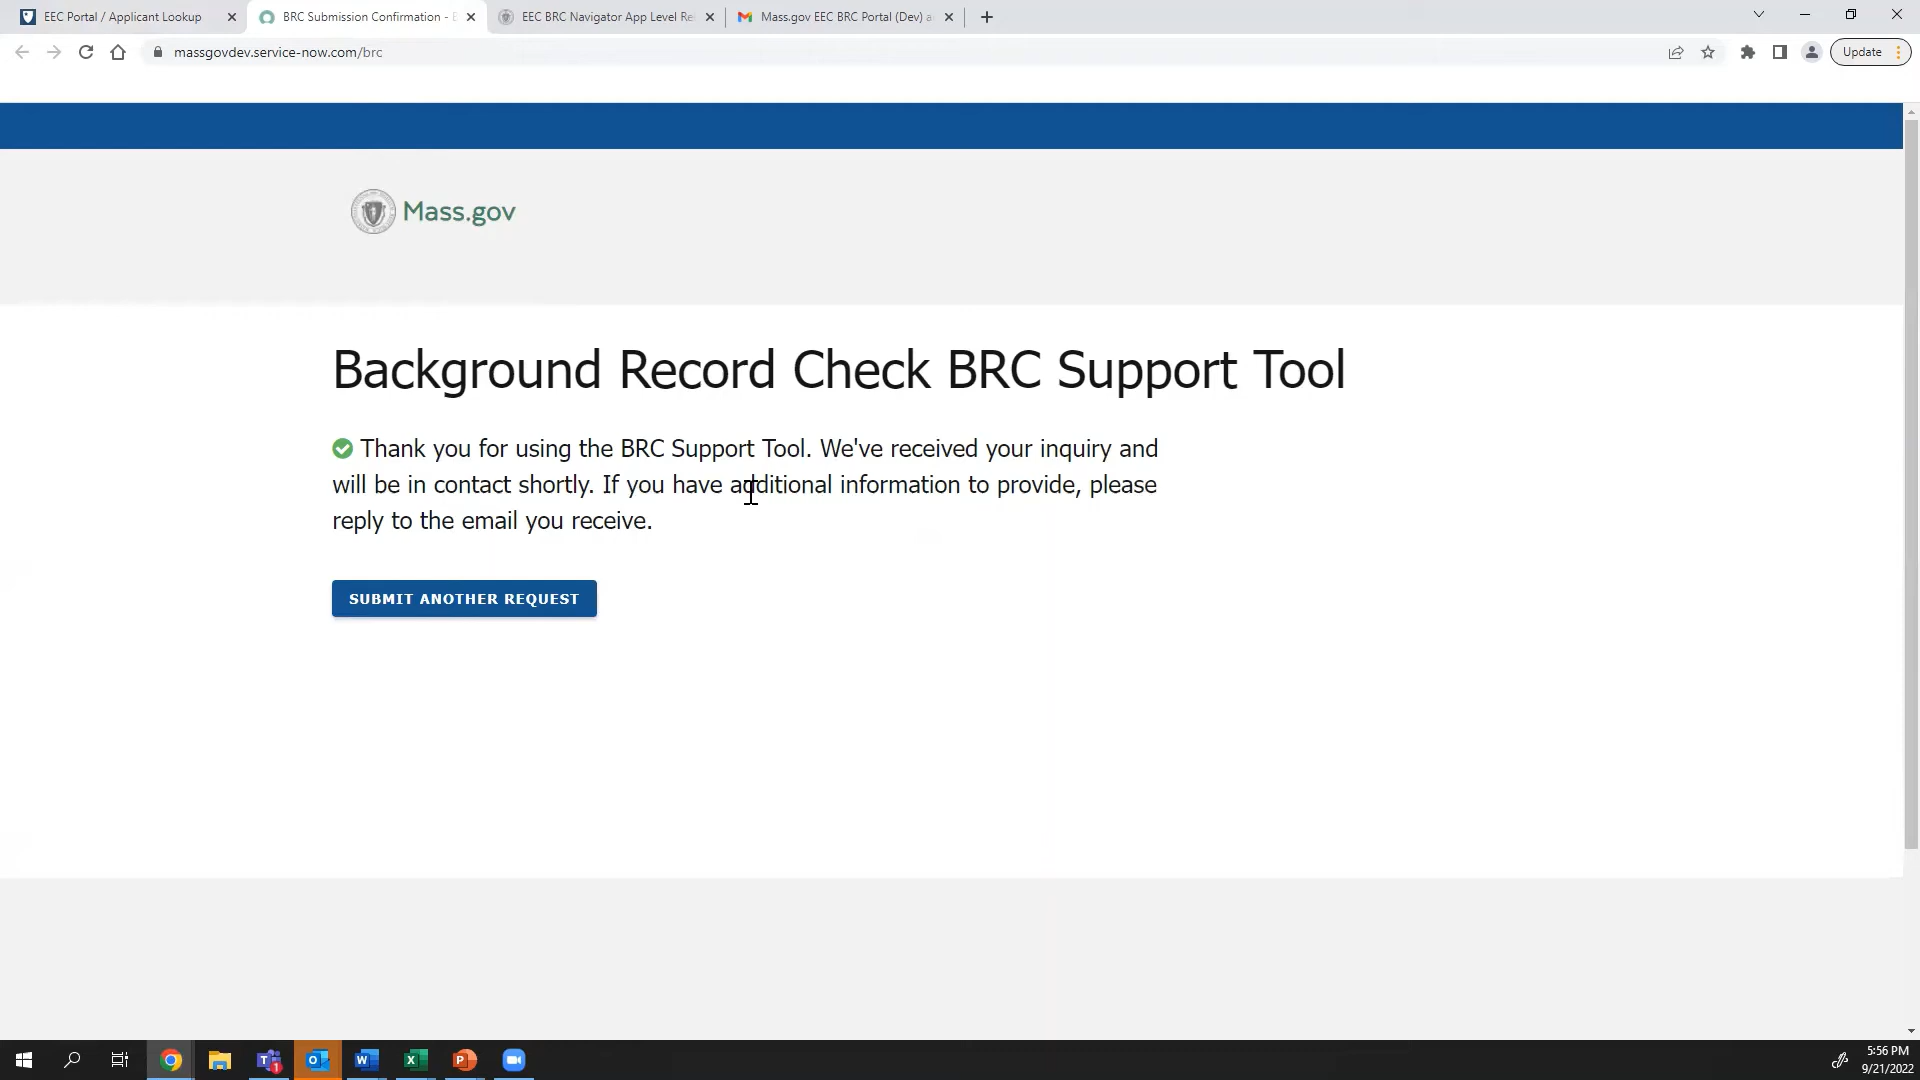 EEC Portal / Applicant Lookup
BRC Submission Confirmation -
EEC BRC Navigator App Level Re
Mass.gov EEC BRC Portal (Dev) a
massgovdev.service-now.com/brc
Update
Mass.gov
Background Record Check BRC Support Tool
Thank you for using the BRC Support Tool. We've received your inquiry and
will be in contact shortly. If you have additional information to provide, please
reply to the email you receive.
SUBMIT ANOTHER REQUEST
1
5:56 PM
9/21/2022